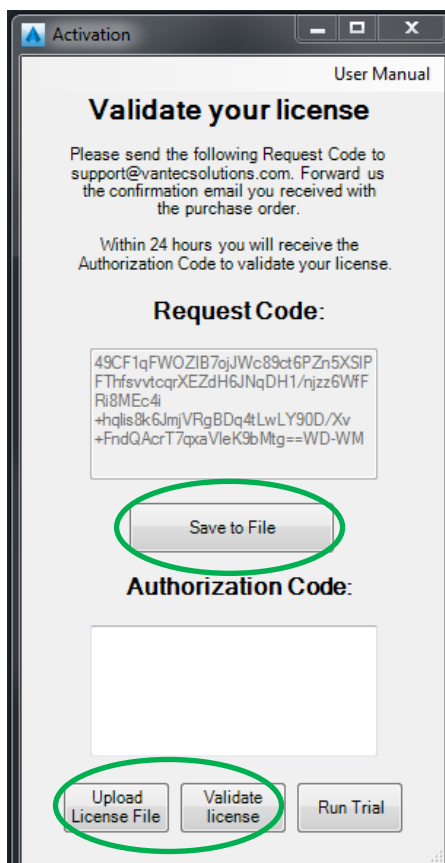 Activation
User Manual
Validate your license
Please send the following Request Code to
support@vantecsolutions.com. Forward us
the confirmation email you received with
the purchase order.
Within 24 hours you will receive the
Authorization Code to validate your license.
Request Code:
49CF1qFWOZIB7ojJWc89ct6PZn5XSIP
FThfsvvtcqrXEZdH6JNqDH1/njzz6WfF
Ri8MEc4i
+hqlis8k6JmjVRgBDq4tLwLY90D/Xv
+FndQAcrT7qxaVleK9bMtg==WD-WM
Save to File
Authorization Code:
Upload
License File
Validate
license
Run Trial